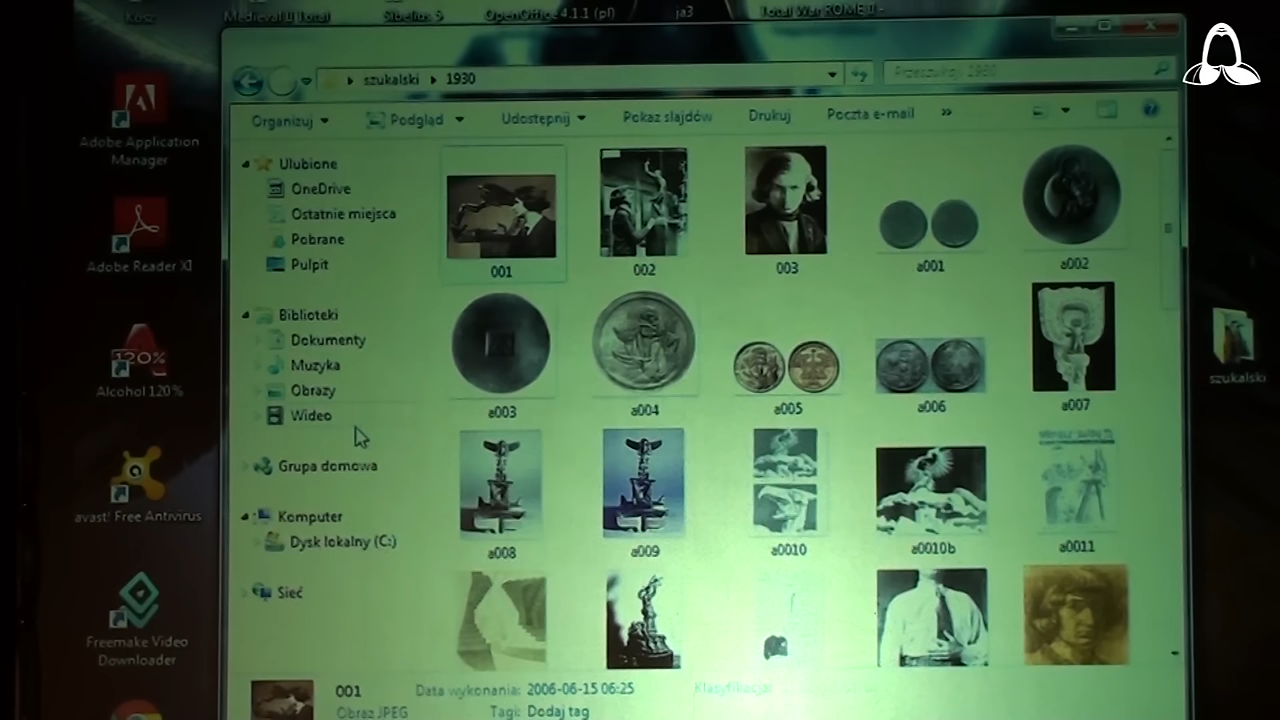 Kosz
Medieval II Total
Sibelius 6
OpenOffice 4.1.1 (pl)
ja3
Total War ROME II -
szukalski
1930
Przeszukaj: 1930
Organizuj
Podgląd
Udostępnij
Pokaz slajdów
Drukuj
Poczta e-mail
»
Adobe Application
Manager
Adobe Reader XI
120%
Alcohol 120%
avast! Free Antivirus
Freemake Video
Downloader
Ulubione
OneDrive
Ostatnie miejsca
Pobrane
Pulpit
Biblioteki
Dokumenty
Muzyka
Obrazy
Wideo
Grupa domowa
Komputer
Dysk lokalny (C:)
Sieć
001
002
003
a001
a002
a003
a004
a005
a006
a007
a008
a009
a0010
a0010b
a0011
szukalski
001
Obraz JPEG
Data wykonania: 2006-06-15 06:25
Tagi: Dodaj tag
Klasyfikacja: